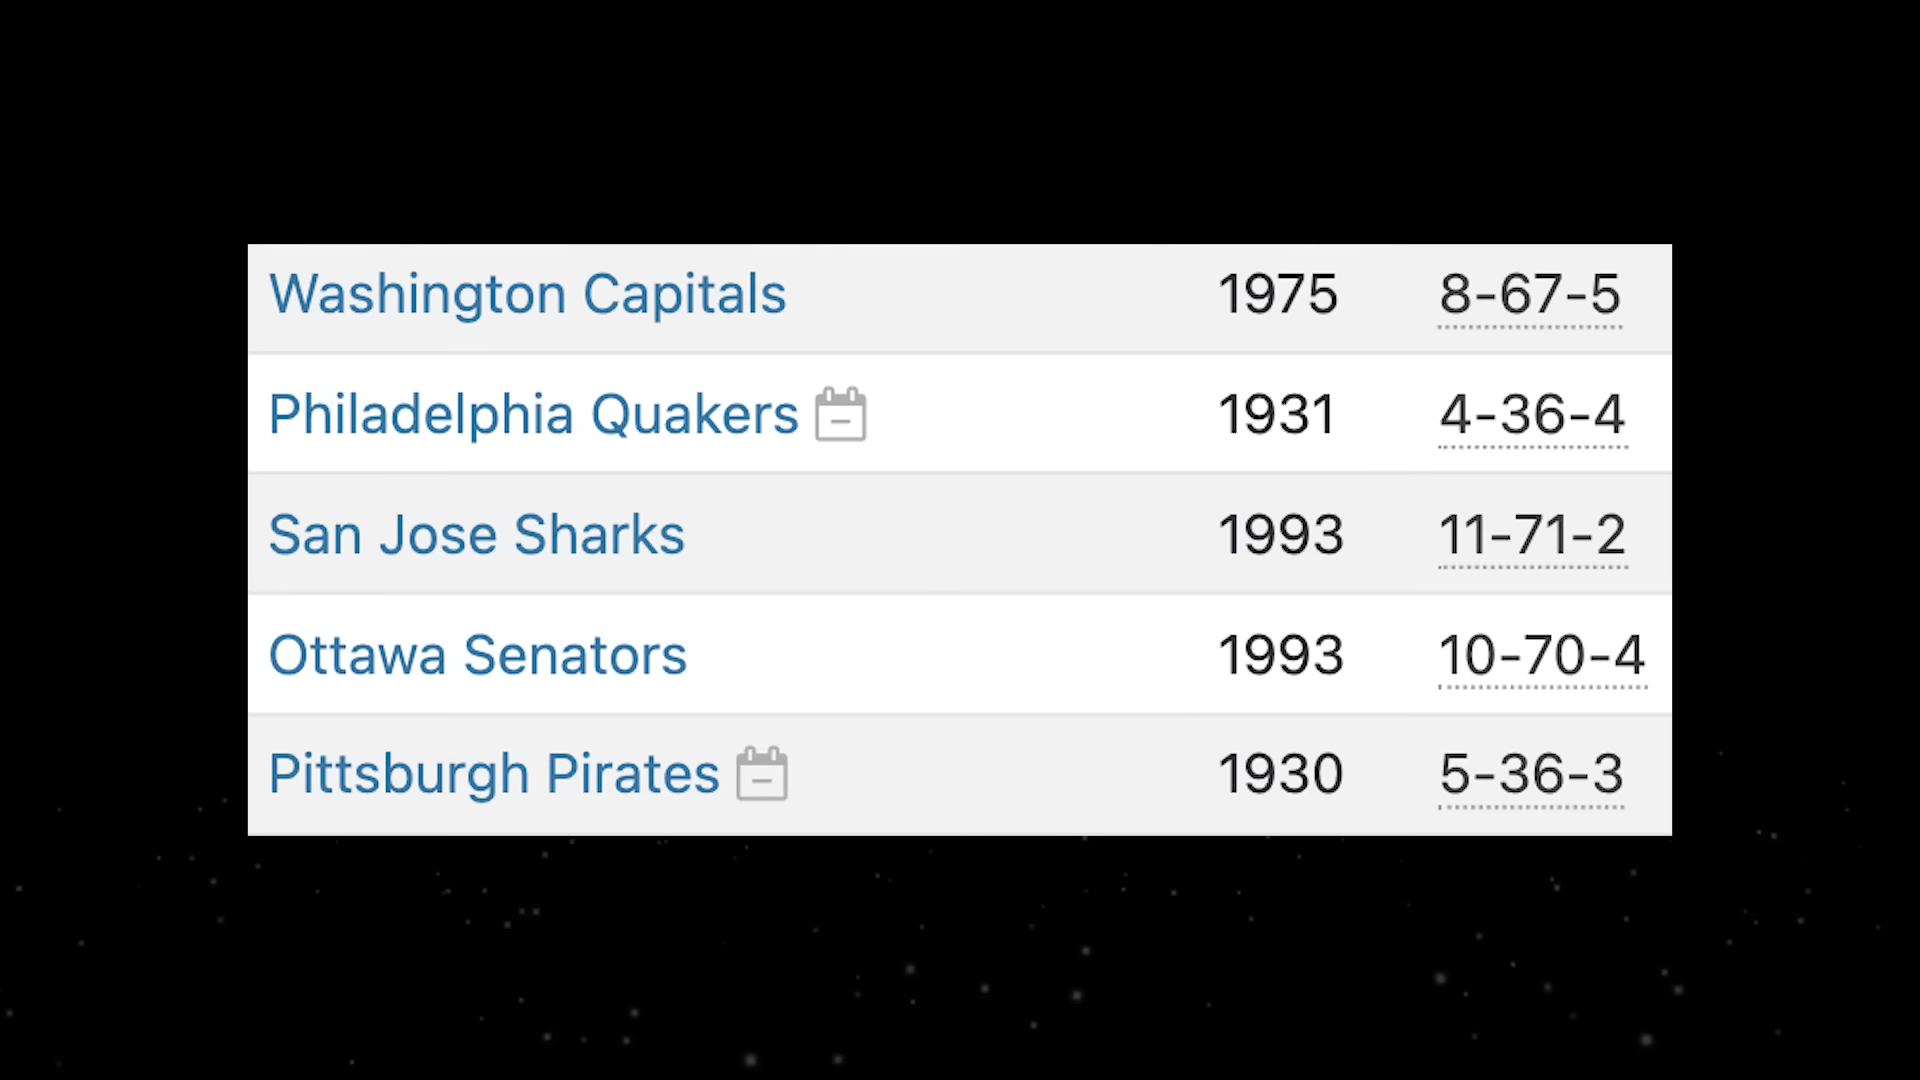 Washington Capitals 1975 8-67-5
Philadelphia Quakers 1931 4-36-4
San Jose Sharks 1993 11-71-2
Ottawa Senators 1993 10-70-4
Pittsburgh Pirates 1930 5-36-3